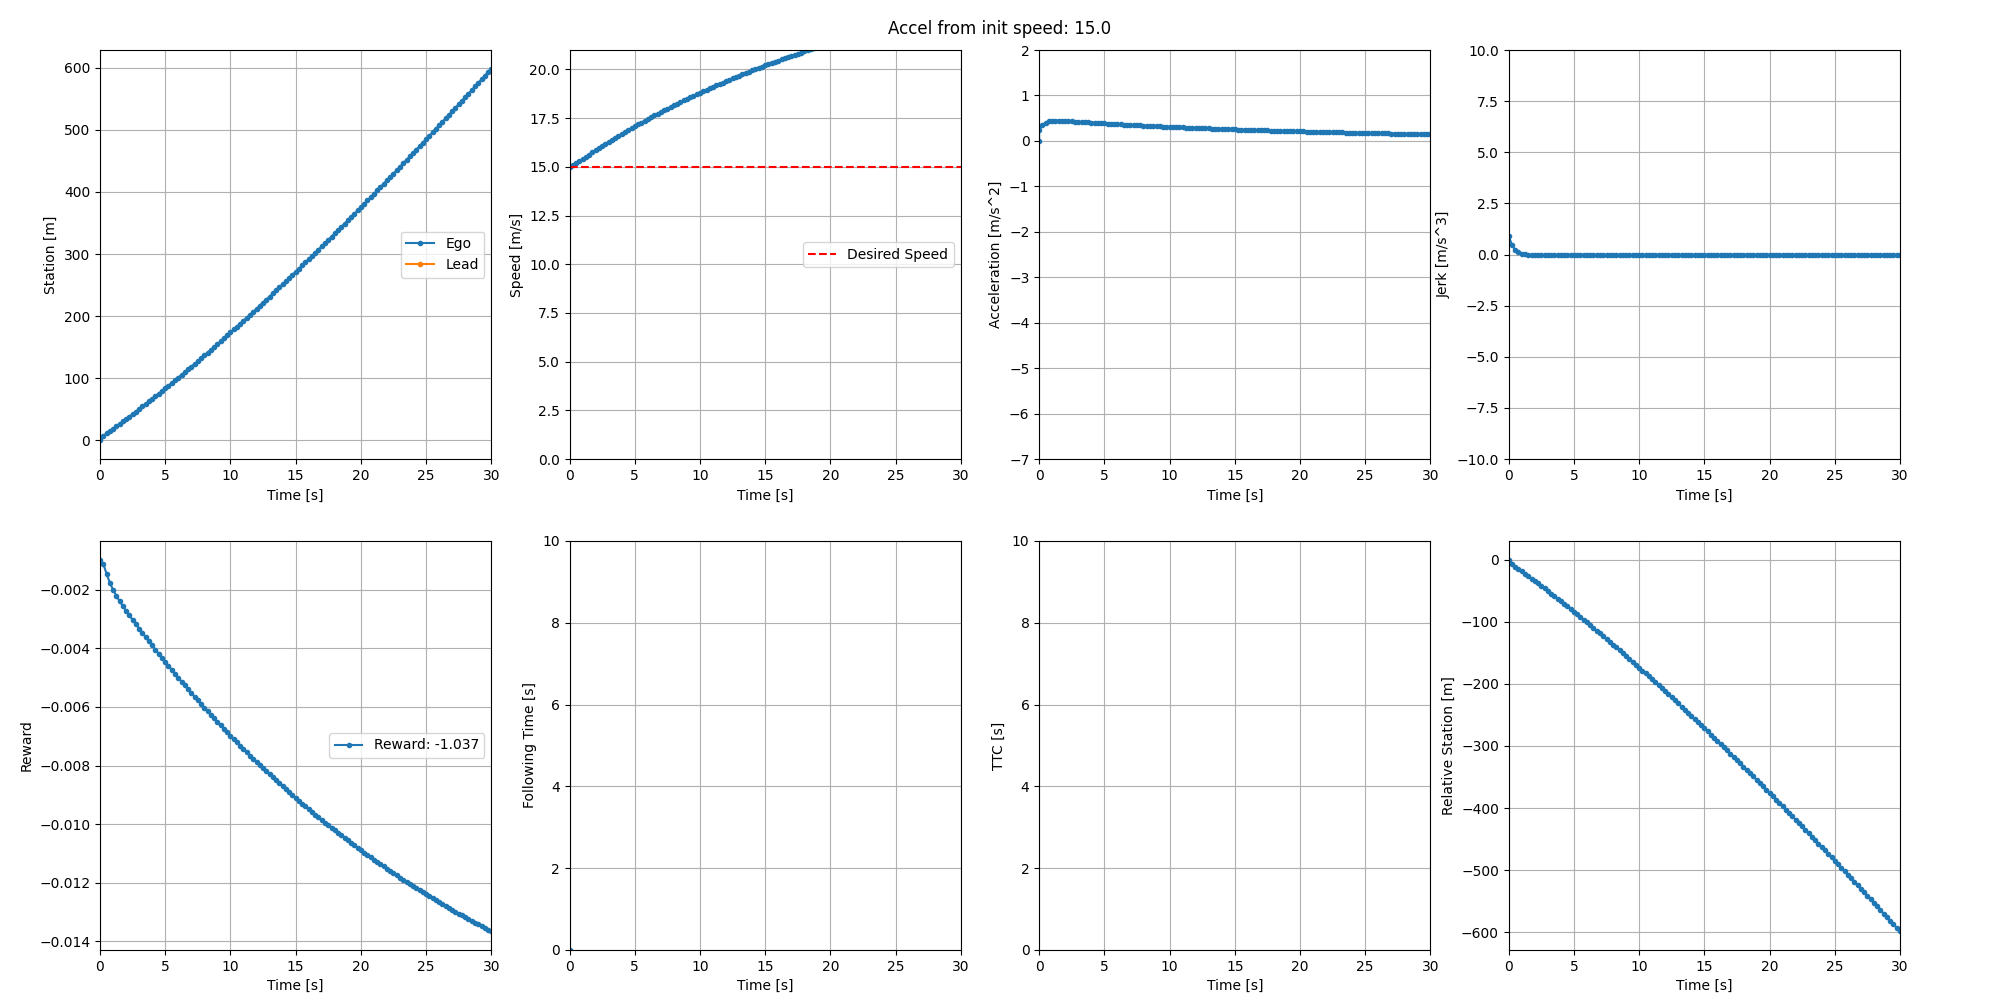 Accel from init speed: 15.0
600
500
400
300
200
100
0
Station [m]
Ego
Lead
0 5 10 15 20 25 30
Time [s]
20.0
17.5
15.0
12.5
10.0
7.5
5.0
2.5
0.0
Speed [m/s]
Desired Speed
0 5 10 15 20 25 30
Time [s]
2
1
0
−1
−2
−3
−4
−5
−6
−7
Acceleration [m/s^2]
0 5 10 15 20 25 30
Time [s]
10.0
7.5
5.0
2.5
0.0
−2.5
−5.0
−7.5
−10.0
Jerk [m/s^3]
0 5 10 15 20 25 30
Time [s]
−0.002
−0.004
−0.006
−0.008
−0.010
−0.012
−0.014
Reward
Reward: -1.037
0 5 10 15 20 25 30
Time [s]
10
8
6
4
2
0
Following Time [s]
0 5 10 15 20 25 30
Time [s]
10
8
6
4
2
0
TTC [s]
0 5 10 15 20 25 30
Time [s]
0
−100
−200
−300
−400
−500
−600
Relative Station [m]
0 5 10 15 20 25 30
Time [s]